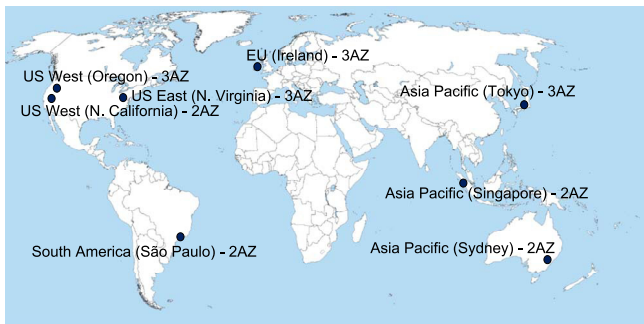 EU (Ireland) - 3AZ
US West (Oregon) - 3AZ
US East (N. Virginia) - 3AZ
Asia Pacific (Tokyo) - 3AZ
US West (N. California) - 2AZ
Asia Pacific (Singapore) - 2AZ
South America (São Paulo) - 2AZ
Asia Pacific (Sydney) - 2AZ